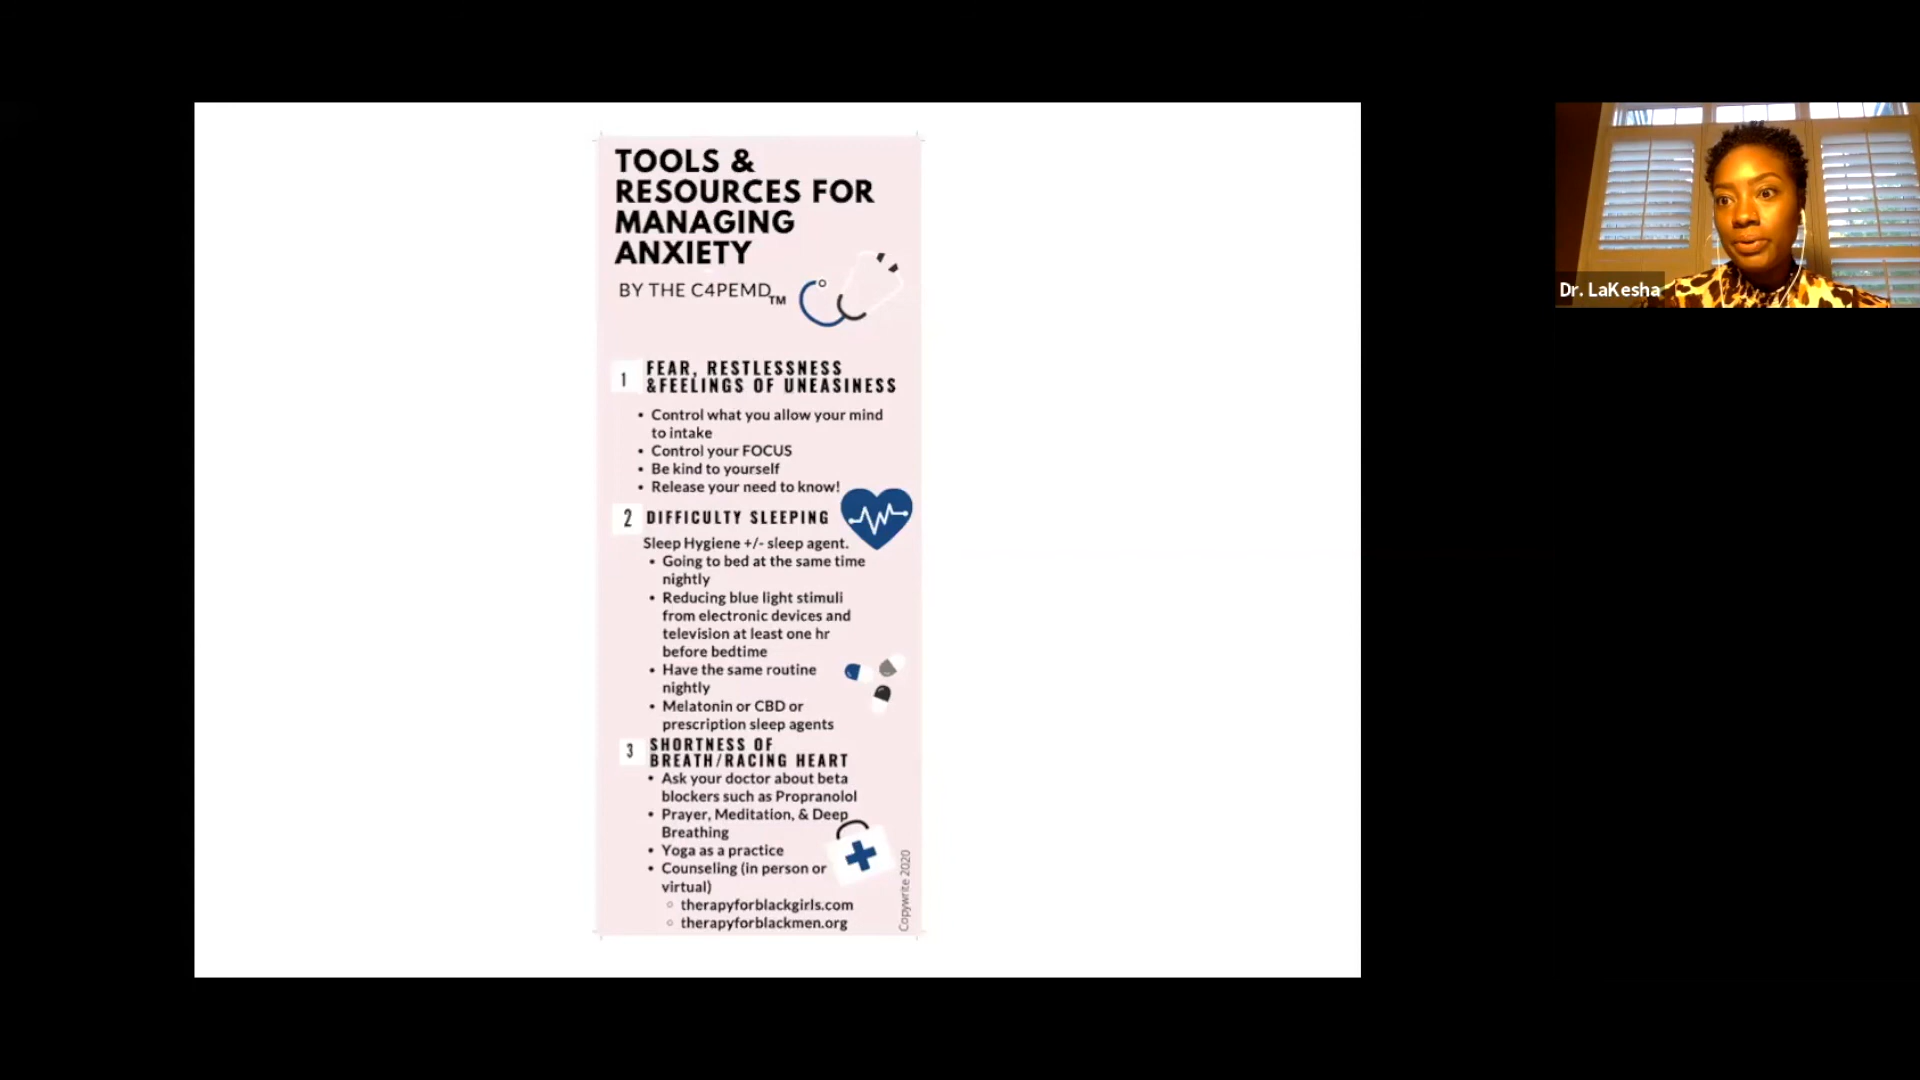 TOOLS &
RESOURCES FOR
MANAGING
ANXIETY
BY THE C4PEMD™
1
FEAR, RESTLESSNESS
&FEELINGS OF UNEASINESS
• Control what you allow your mind
to intake
• Control your FOCUS
• Be kind to yourself
• Release your need to know!
2 DIFFICULTY SLEEPING
Sleep Hygiene +/- sleep agent.
• Going to bed at the same time
nightly
• Reducing blue light stimuli
from electronic devices and
television at least one hr
before bedtime
• Have the same routine
nightly
• Melatonin or CBD or
prescription sleep agents
3
SHORTNESS OF
BREATH/RACING HEART
• Ask your doctor about beta
blockers such as Propranolol
• Prayer, Meditation, & Deep
Breathing
• Yoga as a practice
• Counseling (in person or
virtual)
○ therapyforblackgirls.com
○ therapyforblackmen.org
Copywrite 2020
Dr. LaKesha